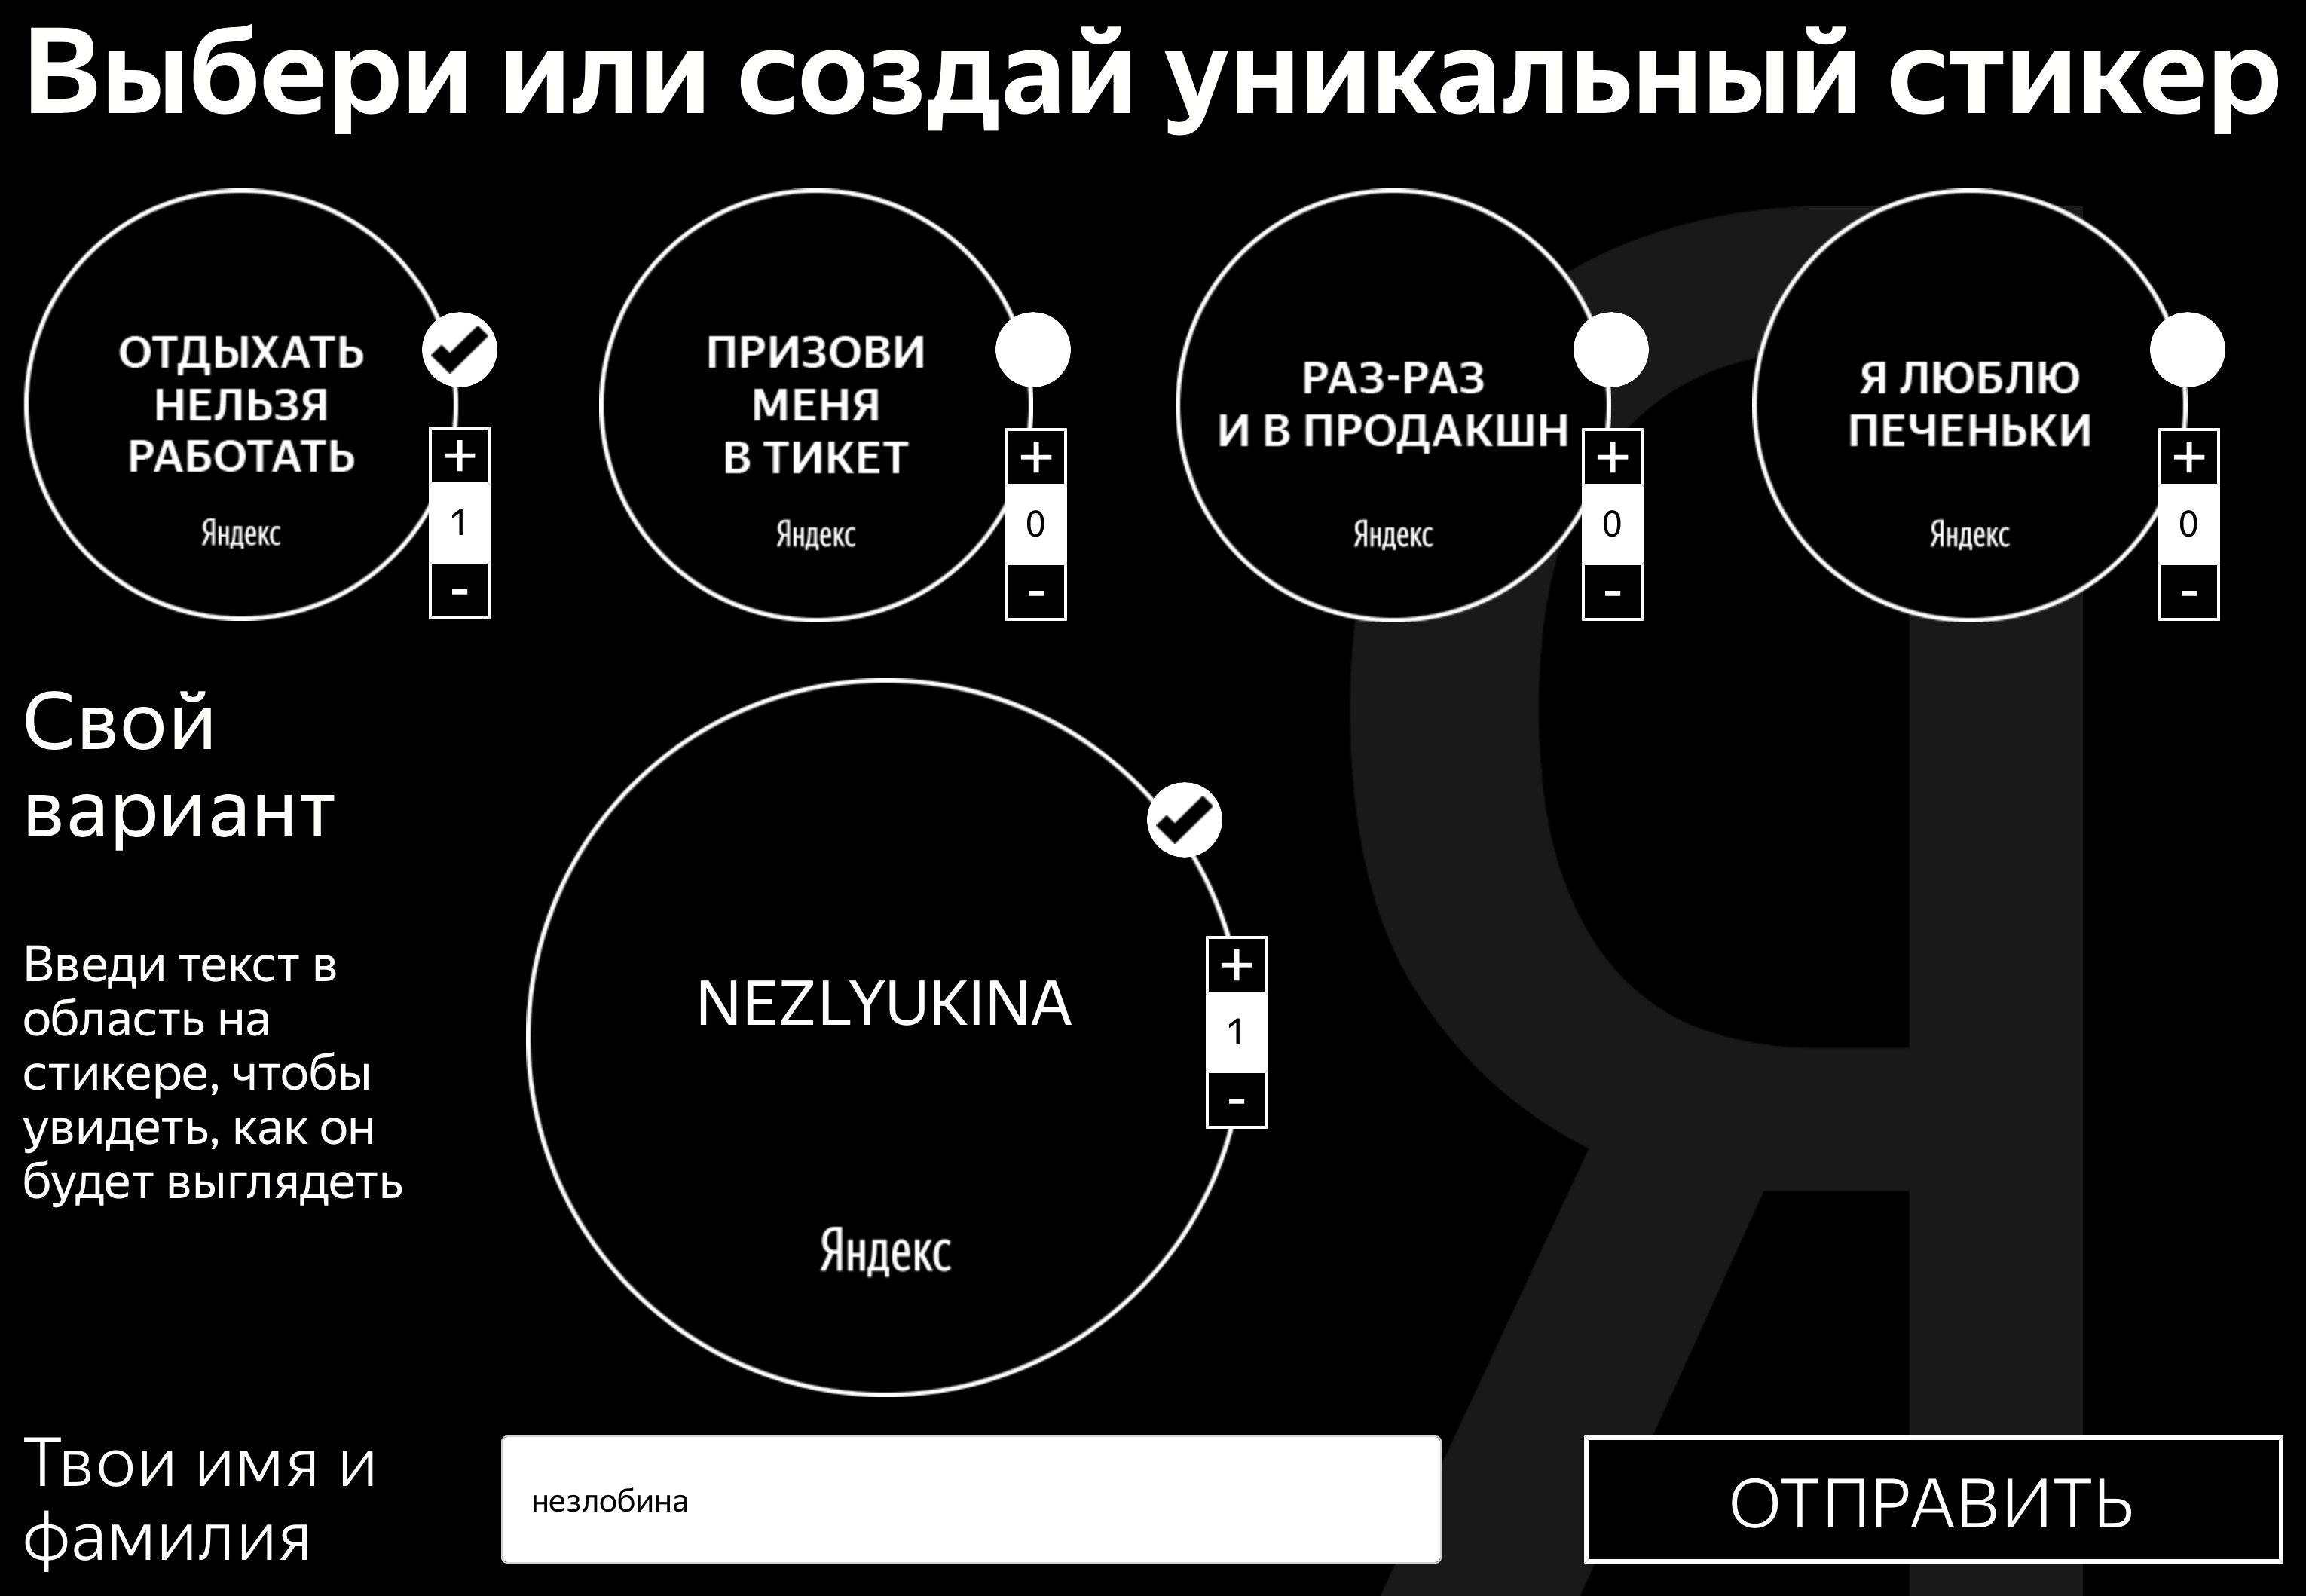 Выбери или создай уникальный стикер
ОТДЫХАТЬ
НЕЛЬЗЯ
РАБОТАТЬ
Яндекс
+
1
-
ПРИЗОВИ
МЕНЯ
В ТИКЕТ
Яндекс
+
0
-
РАЗ-РАЗ
И В ПРОДАКШН
Яндекс
+
0
-
Я ЛЮБЛЮ
ПЕЧЕНЬКИ
Яндекс
+
0
-
Свой
вариант
Введи текст в
область на
стикере, чтобы
увидеть, как он
будет выглядеть
NEZLYUKINA
Яндекс
+
1
-
Твои имя и
фамилия
незлобина
ОТПРАВИТЬ
Я